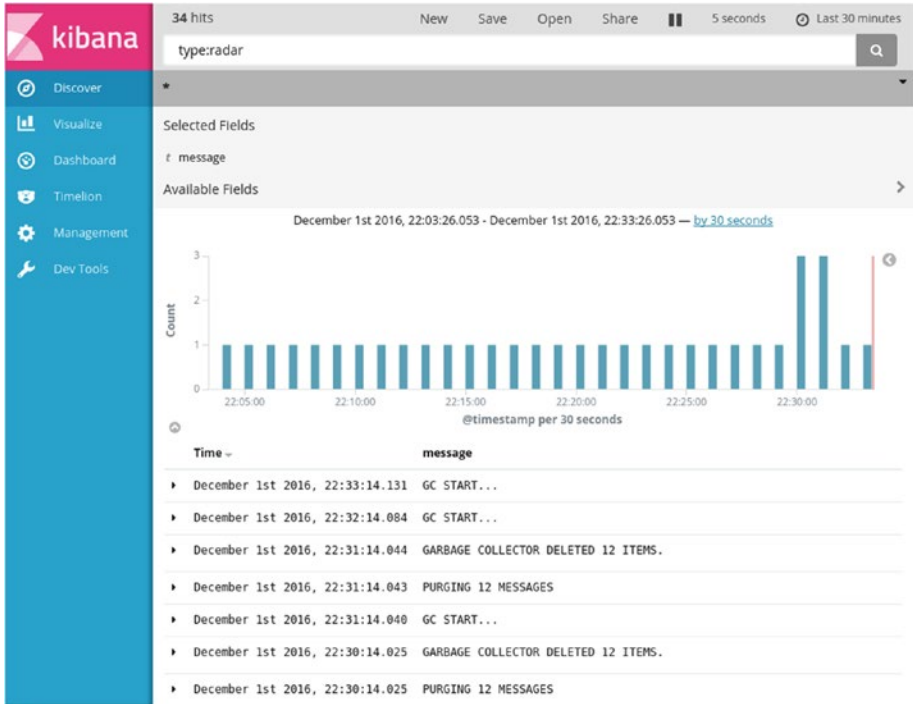 kibana
Discover
Visualize
Dashboard
Timelion
Management
Dev Tools
34 hits New Save Open Share 5 seconds Last 30 minutes
type:radar
*
Selected Fields
t message
Available Fields
December 1st 2016, 22:03:26.053 - December 1st 2016, 22:33:26.053 — by 30 seconds
3
2
1
0
Count
22:05:00 22:10:00 22:15:00 22:20:00 22:25:00 22:30:00
@timestamp per 30 seconds
Time message
December 1st 2016, 22:33:14.131 GC START...
December 1st 2016, 22:32:14.084 GC START...
December 1st 2016, 22:31:14.044 GARBAGE COLLECTOR DELETED 12 ITEMS.
December 1st 2016, 22:31:14.043 PURGING 12 MESSAGES
December 1st 2016, 22:31:14.040 GC START...
December 1st 2016, 22:30:14.025 GARBAGE COLLECTOR DELETED 12 ITEMS.
December 1st 2016, 22:30:14.025 PURGING 12 MESSAGES